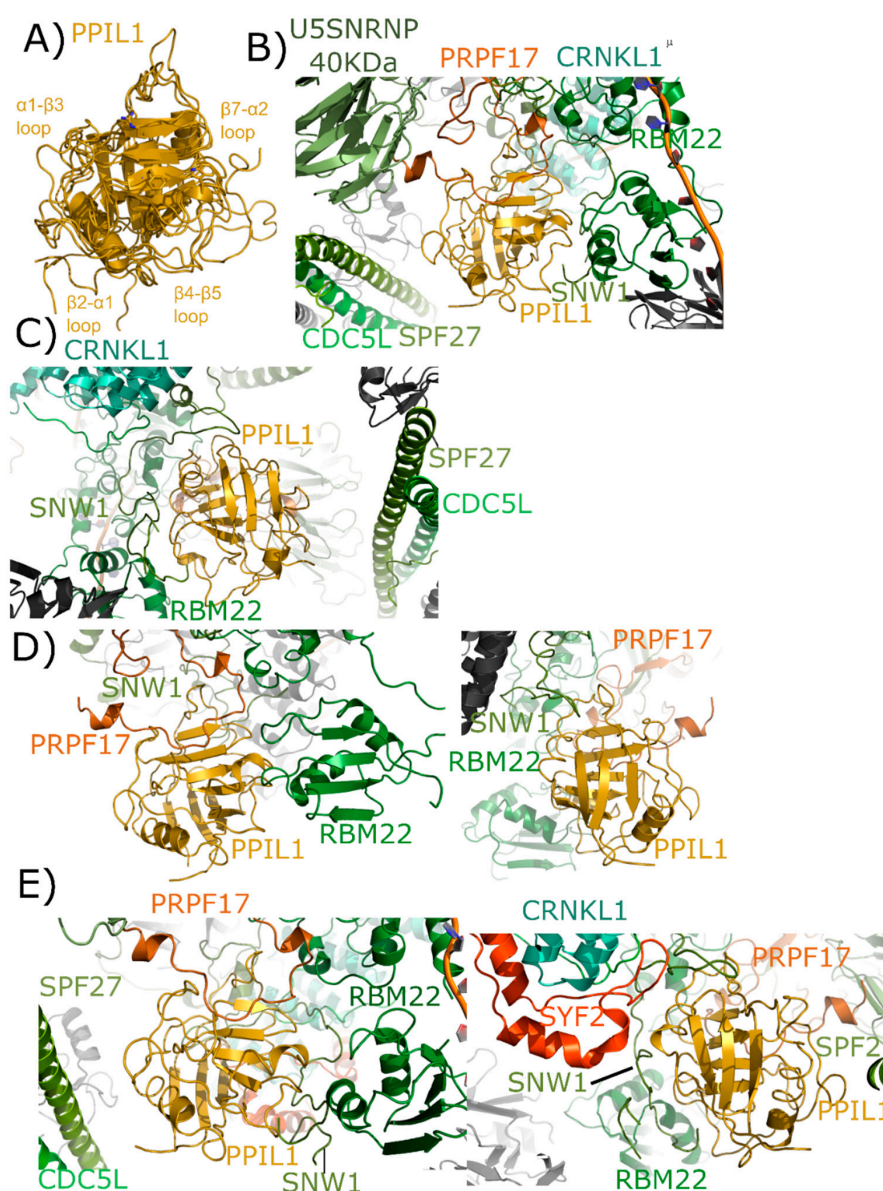 A) PPIL1
α1-β3
loop
β7-α2
loop
β2-α1
loop
β4-β5
loop
B) U5SNRNP
40KDa
PRPF17
CRNKL1
μ
RBM22
SNW1
PPIL1
CDC5L SPF27
C)
CRNKL1
PPIL1
SNW1
SPF27
CDC5L
RBM22
D)
SNW1
PRPF17
PPIL1
RBM22
PRPF17
SNW1
RBM22
PPIL1
E)
PRPF17
SPF27
RBM22
PPIL1
SNW1
CDC5L
CRNKL1
PRPF17
SYF2
SPF2
SNW1
PPIL1
RBM22